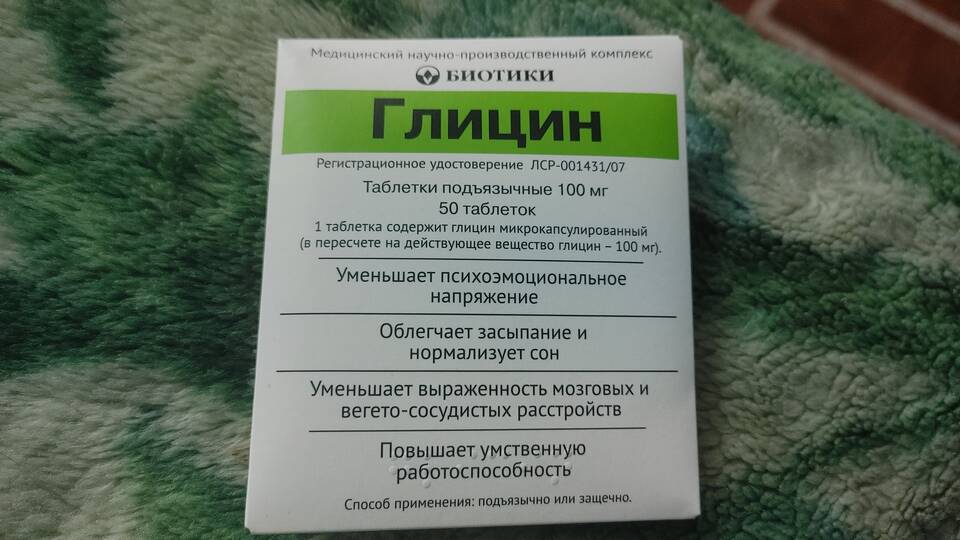 Медицинский научно-производственный комплекс
БИОТИКИ
Глицин
Регистрационное удостоверение ЛСР-001431/07
Таблетки подъязычные 100 мг
50 таблеток
1 таблетка содержит глицин микрокапсулированный
(в пересчете на действующее вещество глицин – 100 мг).
Уменьшает психоэмоциональное
напряжение
Облегчает засыпание и
нормализует сон
Уменьшает выраженность мозговых и
вегето-сосудистых расстройств
Повышает умственную
работоспособность
Способ применения: подъязычно или защечно.